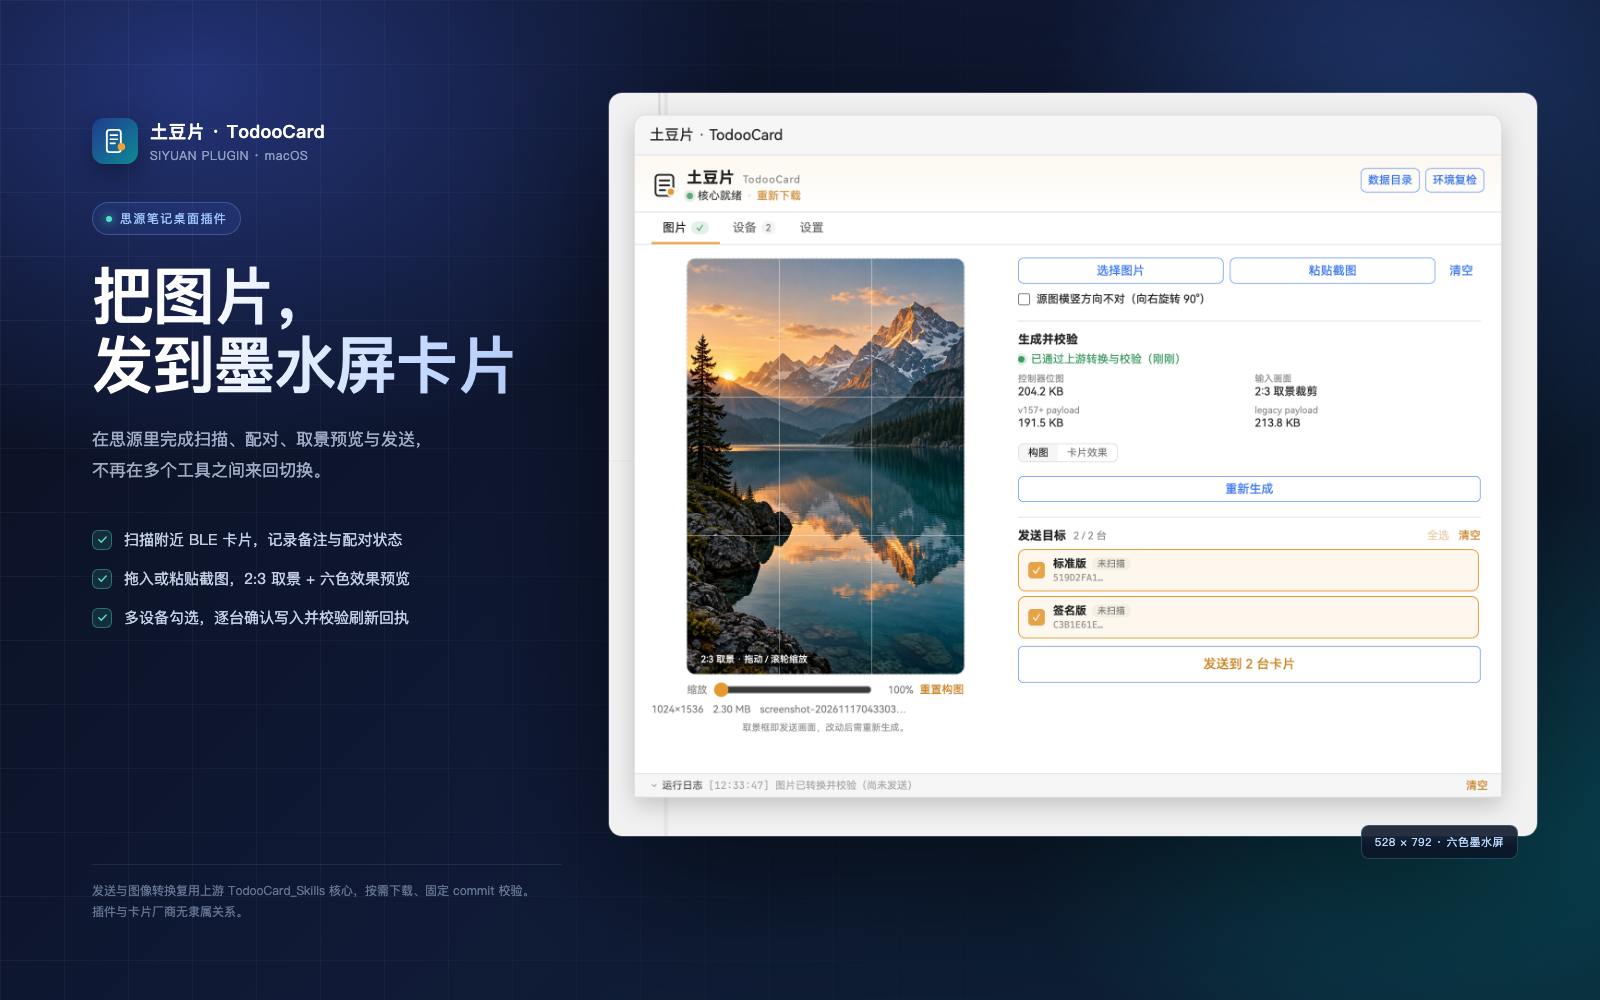 土豆片 · TodooCard
SIYUAN PLUGIN · macOS
思源笔记桌面插件
把图片，
发到墨水屏卡片
在思源里完成扫描、配对、取景预览与发送，
不再在多个工具之间来回切换。
扫描附近 BLE 卡片，记录备注与配对状态
拖入或粘贴截图，2:3 取景 + 六色效果预览
多设备勾选，逐台确认写入并校验刷新回执
发送与图像转换复用上游 TodooCard_Skills 核心，按需下载、固定 commit 校验。
插件与卡片厂商无隶属关系。
土豆片 · TodooCard
土豆片 TodooCard
核心就绪 · 重新下载
数据目录 环境复检
图片 设备 2 设置
2:3 取景 · 拖动 / 滚轮缩放
缩放 100% 重置构图
1024×1536 2.30 MB screenshot-20261117043303...
取景框即发送画面，改动后需重新生成。
选择图片 粘贴截图 清空
源图横竖方向不对（向右旋转 90°）
生成并校验
已通过上游转换与校验（刚刚）
控制器位图 输入画面
204.2 KB 2:3 取景裁剪
v157+ payload legacy payload
191.5 KB 213.8 KB
构图 卡片效果
重新生成
发送目标 2 / 2 台 全选 清空
标准版 未扫描
519D2FA1…
签名版 未扫描
C3B1E61E…
发送到 2 台卡片
运行日志 [12:33:47] 图片已转换并校验（尚未发送） 清空
528 × 792 · 六色墨水屏